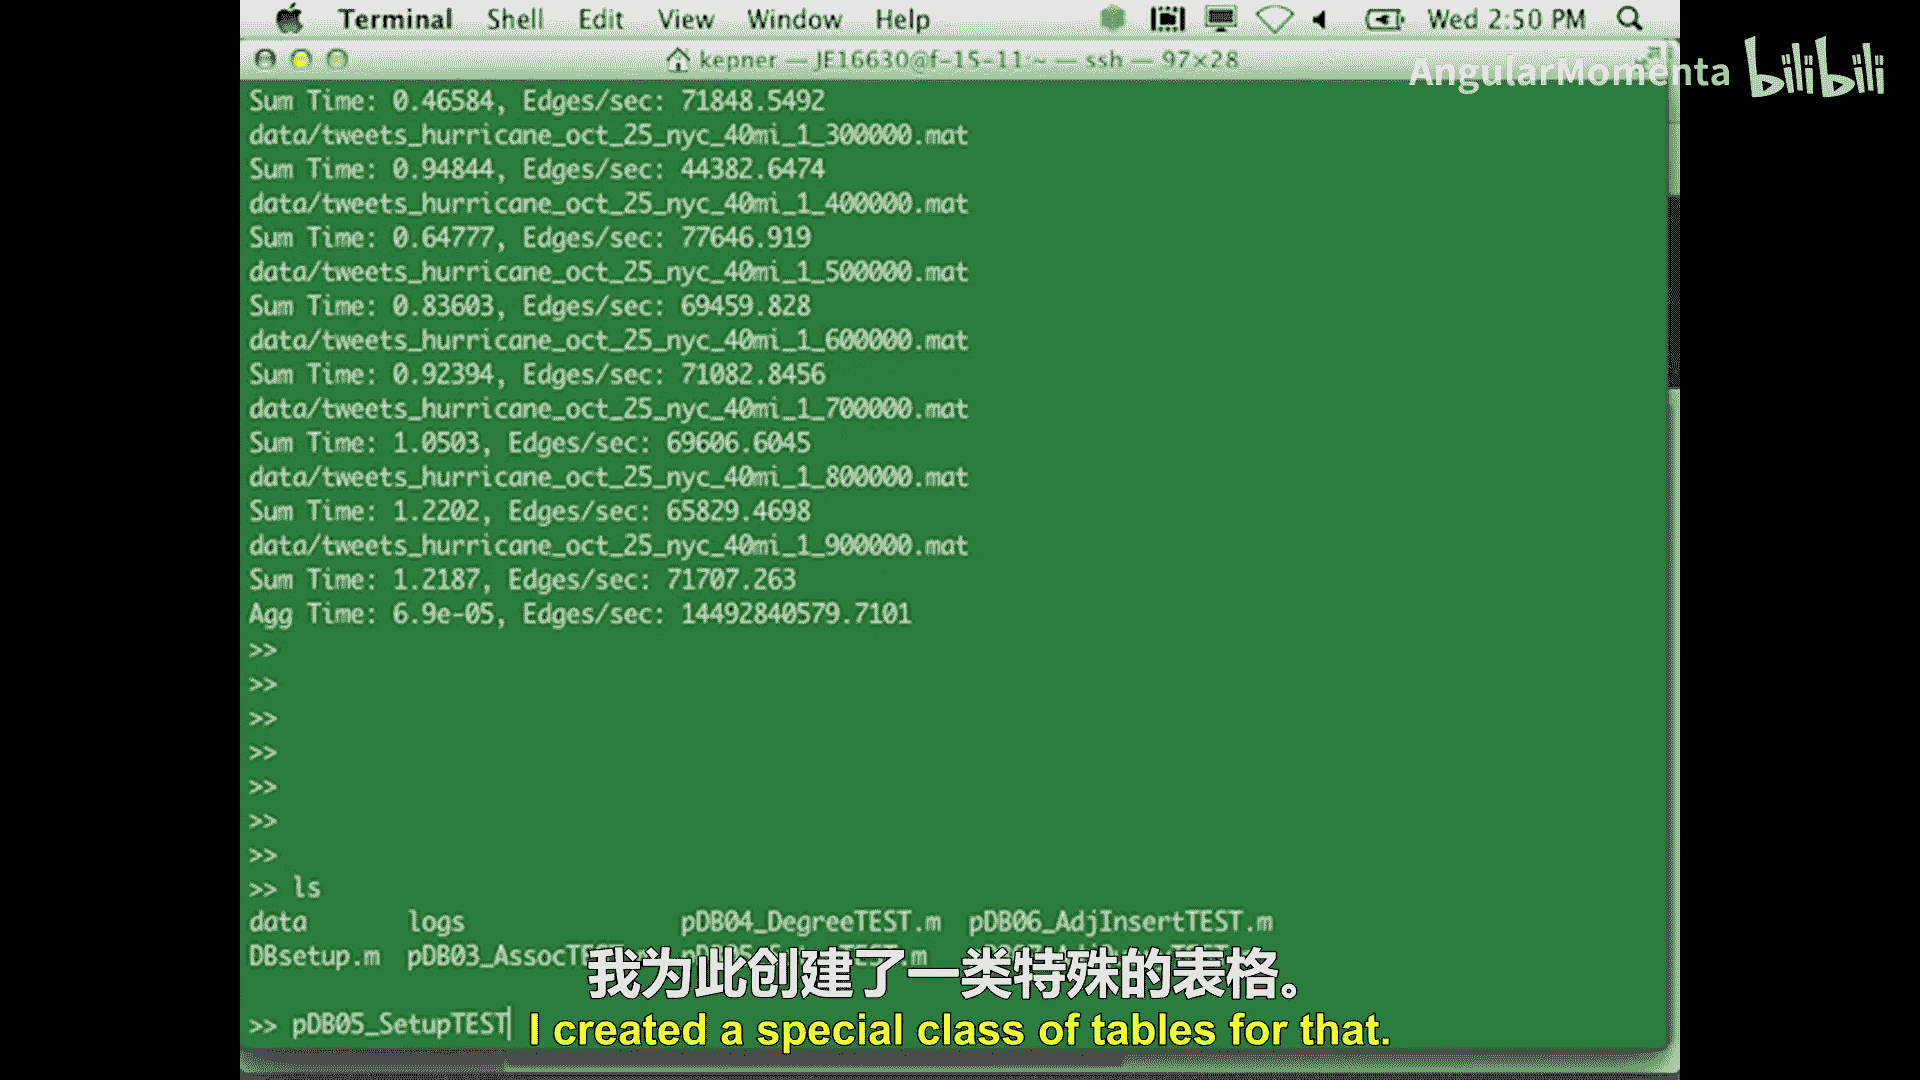 Terminal Shell Edit View Window Help Wed 2:50 PM
kepner — JE16630@f-15-11:~ — ssh — 97×28
AngularMomenta bilibili
Sum Time: 0.46584, Edges/sec: 71848.5492
data/tweets_hurricane_oct_25_nyc_40mi_1_300000.mat
Sum Time: 0.94844, Edges/sec: 44382.6474
data/tweets_hurricane_oct_25_nyc_40mi_1_400000.mat
Sum Time: 0.64777, Edges/sec: 77646.919
data/tweets_hurricane_oct_25_nyc_40mi_1_500000.mat
Sum Time: 0.83603, Edges/sec: 69459.828
data/tweets_hurricane_oct_25_nyc_40mi_1_600000.mat
Sum Time: 0.92394, Edges/sec: 71082.8456
data/tweets_hurricane_oct_25_nyc_40mi_1_700000.mat
Sum Time: 1.0503, Edges/sec: 69606.6045
data/tweets_hurricane_oct_25_nyc_40mi_1_800000.mat
Sum Time: 1.2202, Edges/sec: 65829.4698
data/tweets_hurricane_oct_25_nyc_40mi_1_900000.mat
Sum Time: 1.2187, Edges/sec: 71707.263
Agg Time: 6.9e-05, Edges/sec: 14492840579.7101
>>
>>
>>
>>
>>
>>
>>
>> ls
data logs pDB04_DegreeTEST.m pDB06_AdjInsertTEST.m
DBsetup.m
我为此创建了一类特殊的表格。
>> pDB05_SetupTEST
I created a special class of tables for that.